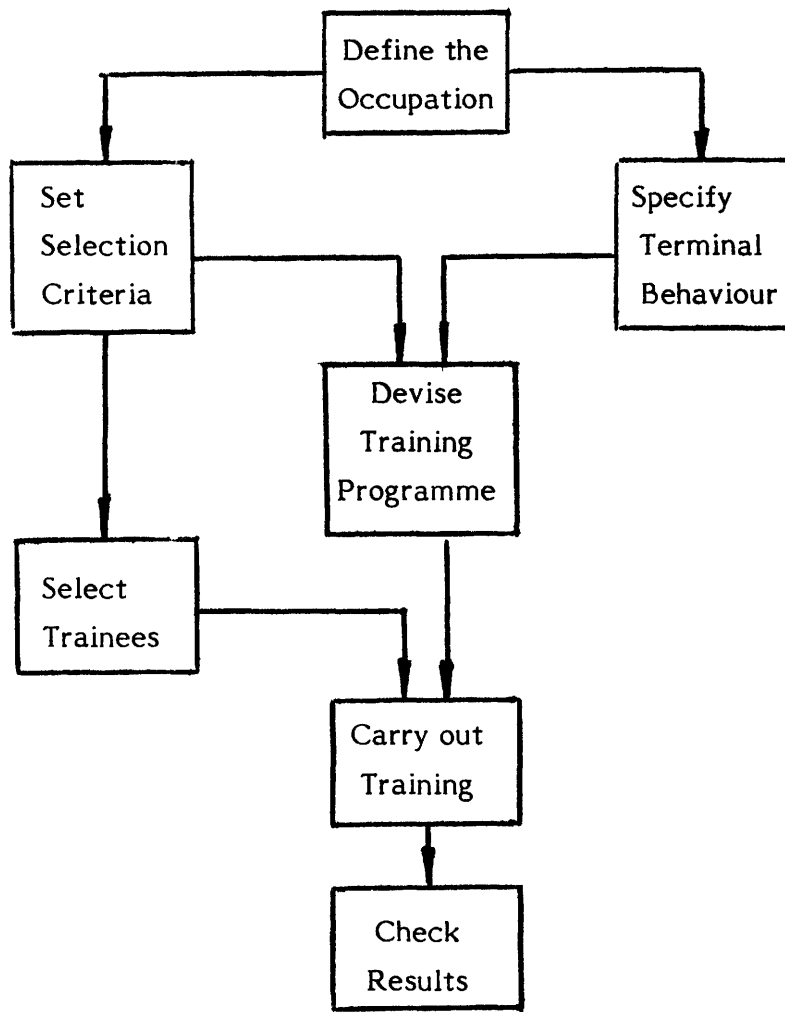 Define the
Occupation
Set
Selection
Criteria
Specify
Terminal
Behaviour
Devise
Training
Programme
Select
Trainees
Carry out
Training
Check
Results